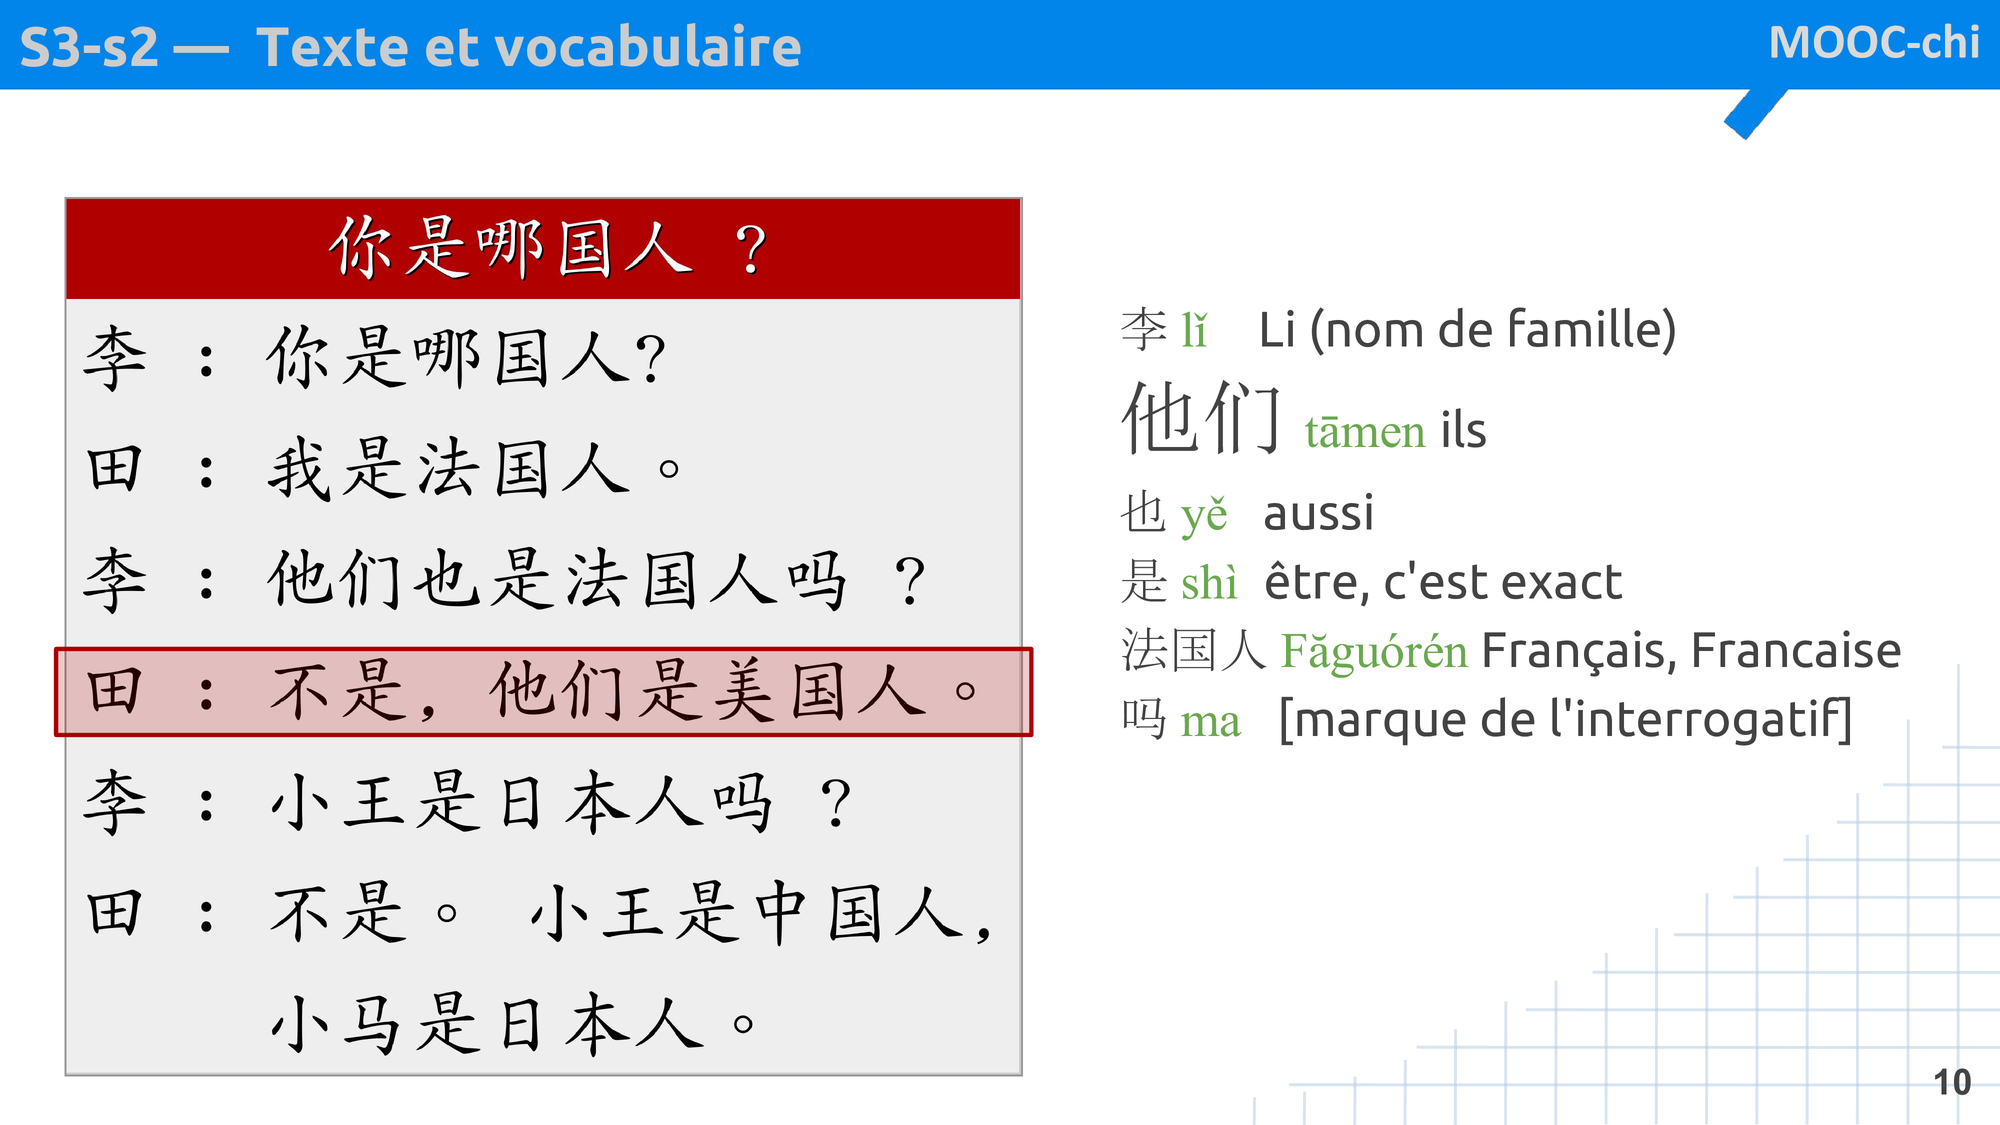 S3-s2 — Texte et vocabulaire
MOOC-chi
你是哪国人 ?
李 : 你是哪国人?
田 : 我是法国人。
李 : 他们也是法国人吗 ?
田 : 不是, 他们是美国人。
李 : 小王是日本人吗 ?
田 : 不是。 小王是中国人,
小马是日本人。
李 lǐ Li (nom de famille)
他们 tāmen ils
也 yě aussi
是 shì être, c'est exact
法国人 Făguórén Français, Francaise
吗 ma [marque de l'interrogatif]
10